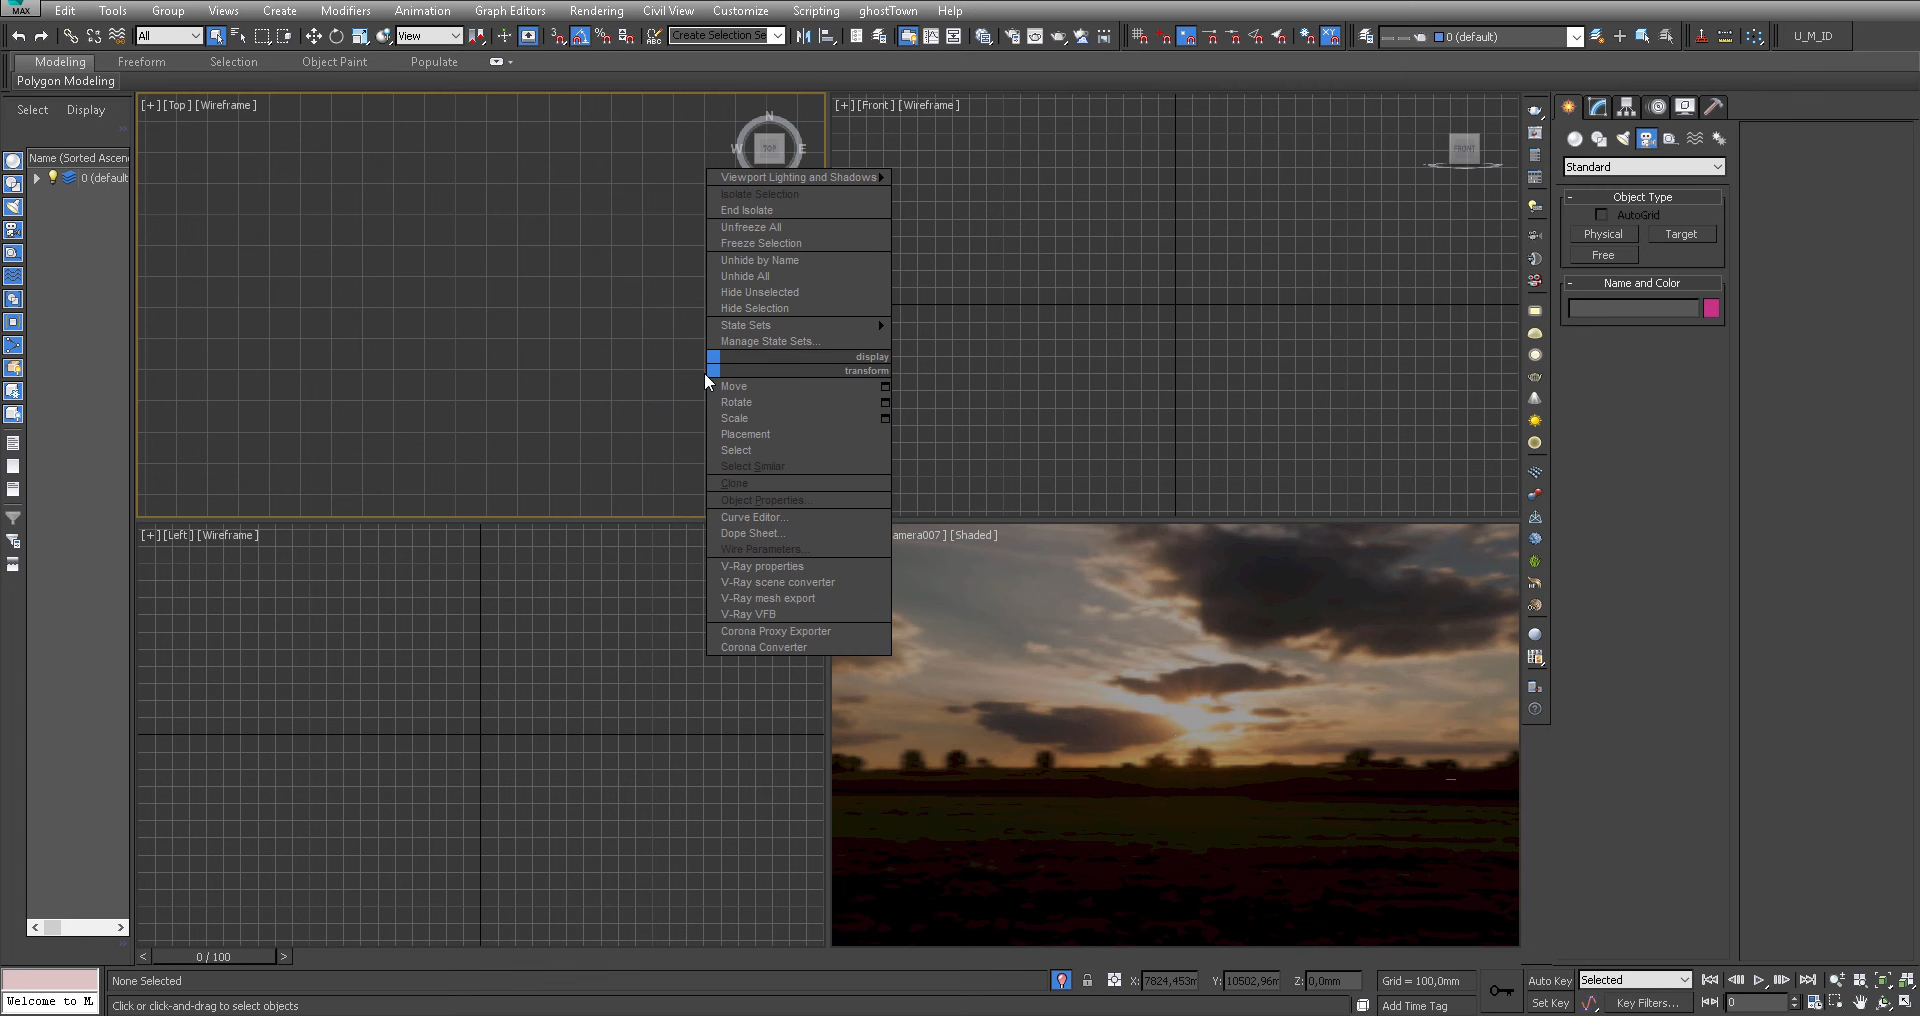 MAX Edit Tools Group Views Create Modifiers Animation Graph Editors Rendering Civil View Customize Scripting ghostTown Help
All View Create Selection Se 0 (default) U_M_ID
Modeling Freeform Selection Object Paint Populate
Polygon Modeling
Select Display
Name (Sorted Ascen
0 (default
[+] [Top ] [Wireframe ]
N
W TOP E
[+] [Front ] [Wireframe ]
FRONT
Viewport Lighting and Shadows
Isolate Selection
End Isolate
Unfreeze All
Freeze Selection
Unhide by Name
Unhide All
Hide Unselected
Hide Selection
State Sets
Manage State Sets...
display
transform
Move
Rotate
Scale
Placement
Select
Select Similar
Clone
Object Properties...
Curve Editor...
Dope Sheet...
Wire Parameters...
V-Ray properties
V-Ray scene converter
V-Ray mesh export
V-Ray VFB
Corona Proxy Exporter
Corona Converter
[+] [Left ] [Wireframe ]
amera007 ] [Shaded ]
Standard
- Object Type
AutoGrid
Physical Target
Free
- Name and Color
< 0 / 100 >
None Selected X: 7824,453m Y: 10502,96m Z: 0,0mm Grid = 100,0mm Auto Key Selected
Welcome to M Click or click-and-drag to select objects Add Time Tag Set Key Key Filters... 0